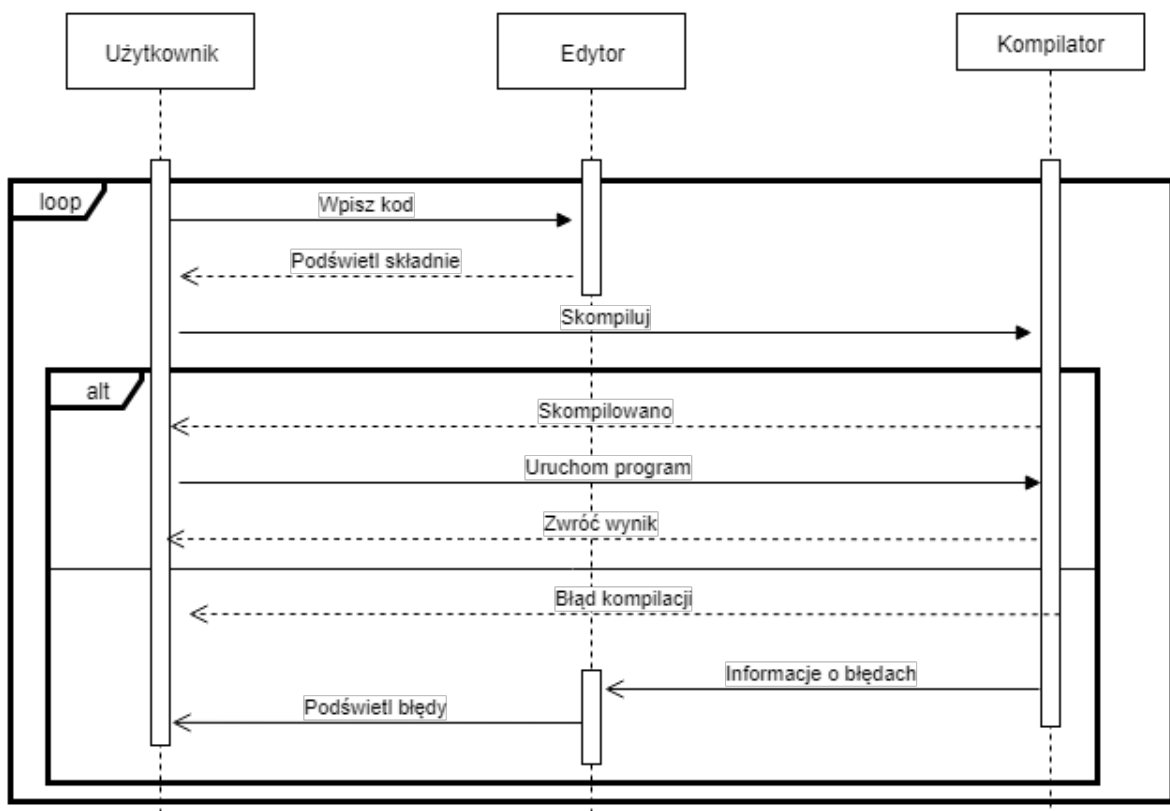 Użytkownik
Edytor
Kompilator
loop
Wpisz kod
Podświetl składnie
Skompiluj
alt
Skompilowano
Uruchom program
Zwróć wynik
Błąd kompilacji
Informacje o błędach
Podświetl błędy